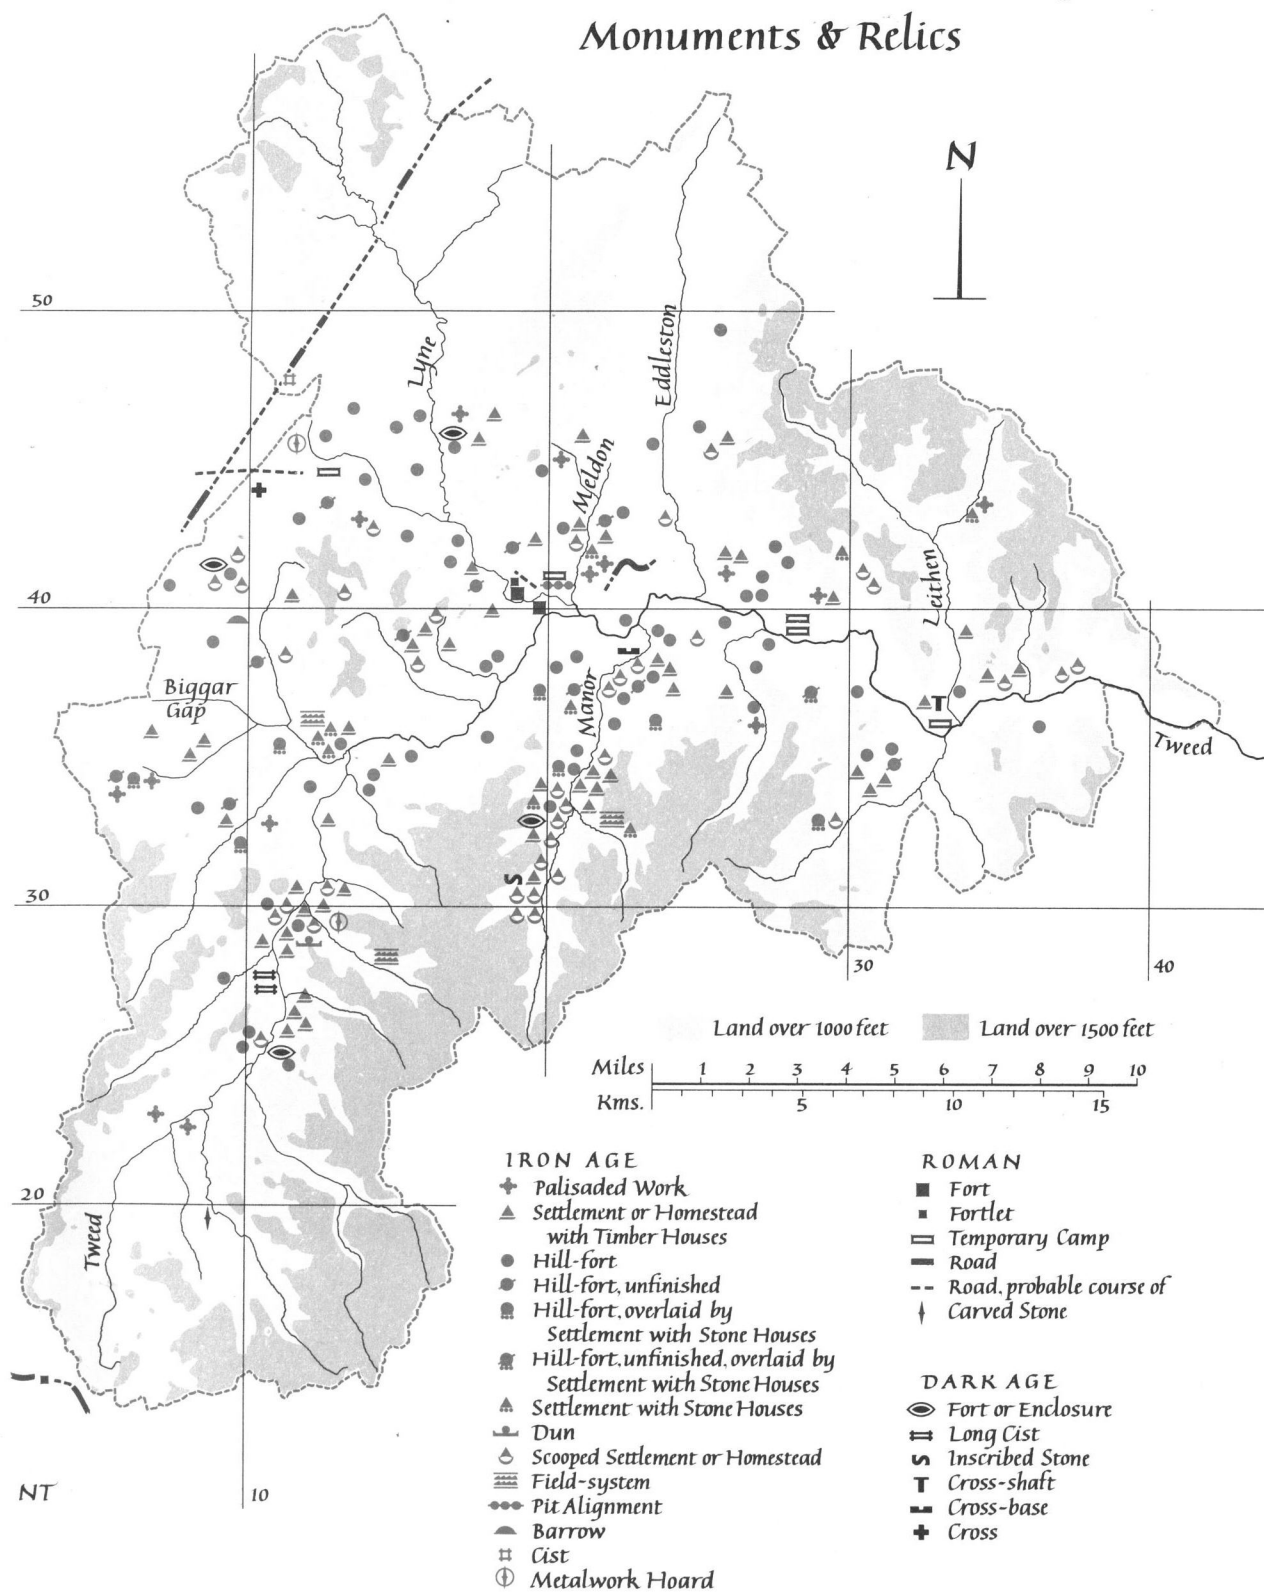 Monuments & Relics
N
50
Lyne
Eddleston
Meldon
40
Leithen
Biggar
Gap
Manor
Tweed
30
30
40
Land over 1000 feet
Land over 1500 feet
Miles 1 2 3 4 5 6 7 8 9 10
Kms. 5 10 15
20
Tweed
NT
10
IRON AGE
Palisaded Work
Settlement or Homestead
with Timber Houses
Hill-fort
Hill-fort, unfinished
Hill-fort, overlaid by
Settlement with Stone Houses
Hill-fort, unfinished, overlaid by
Settlement with Stone Houses
Settlement with Stone Houses
Dun
Scooped Settlement or Homestead
Field-system
Pit Alignment
Barrow
Cist
Metalwork Hoard
ROMAN
Fort
Fortlet
Temporary Camp
Road
Road, probable course of
Carved Stone
DARK AGE
Fort or Enclosure
Long Cist
Inscribed Stone
Cross-shaft
Cross-base
Cross